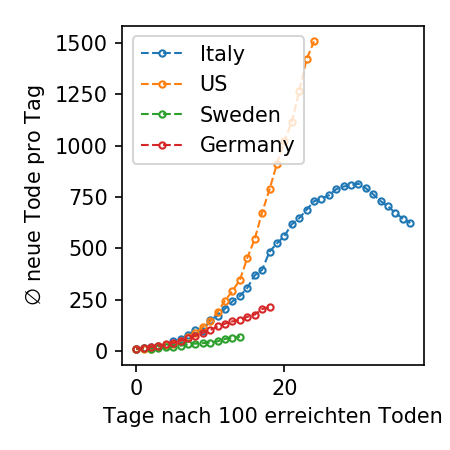 1500
1250
1000
750
500
250
0
∅ neue Tode pro Tag
Italy
US
Sweden
Germany
0
20
Tage nach 100 erreichten Toden